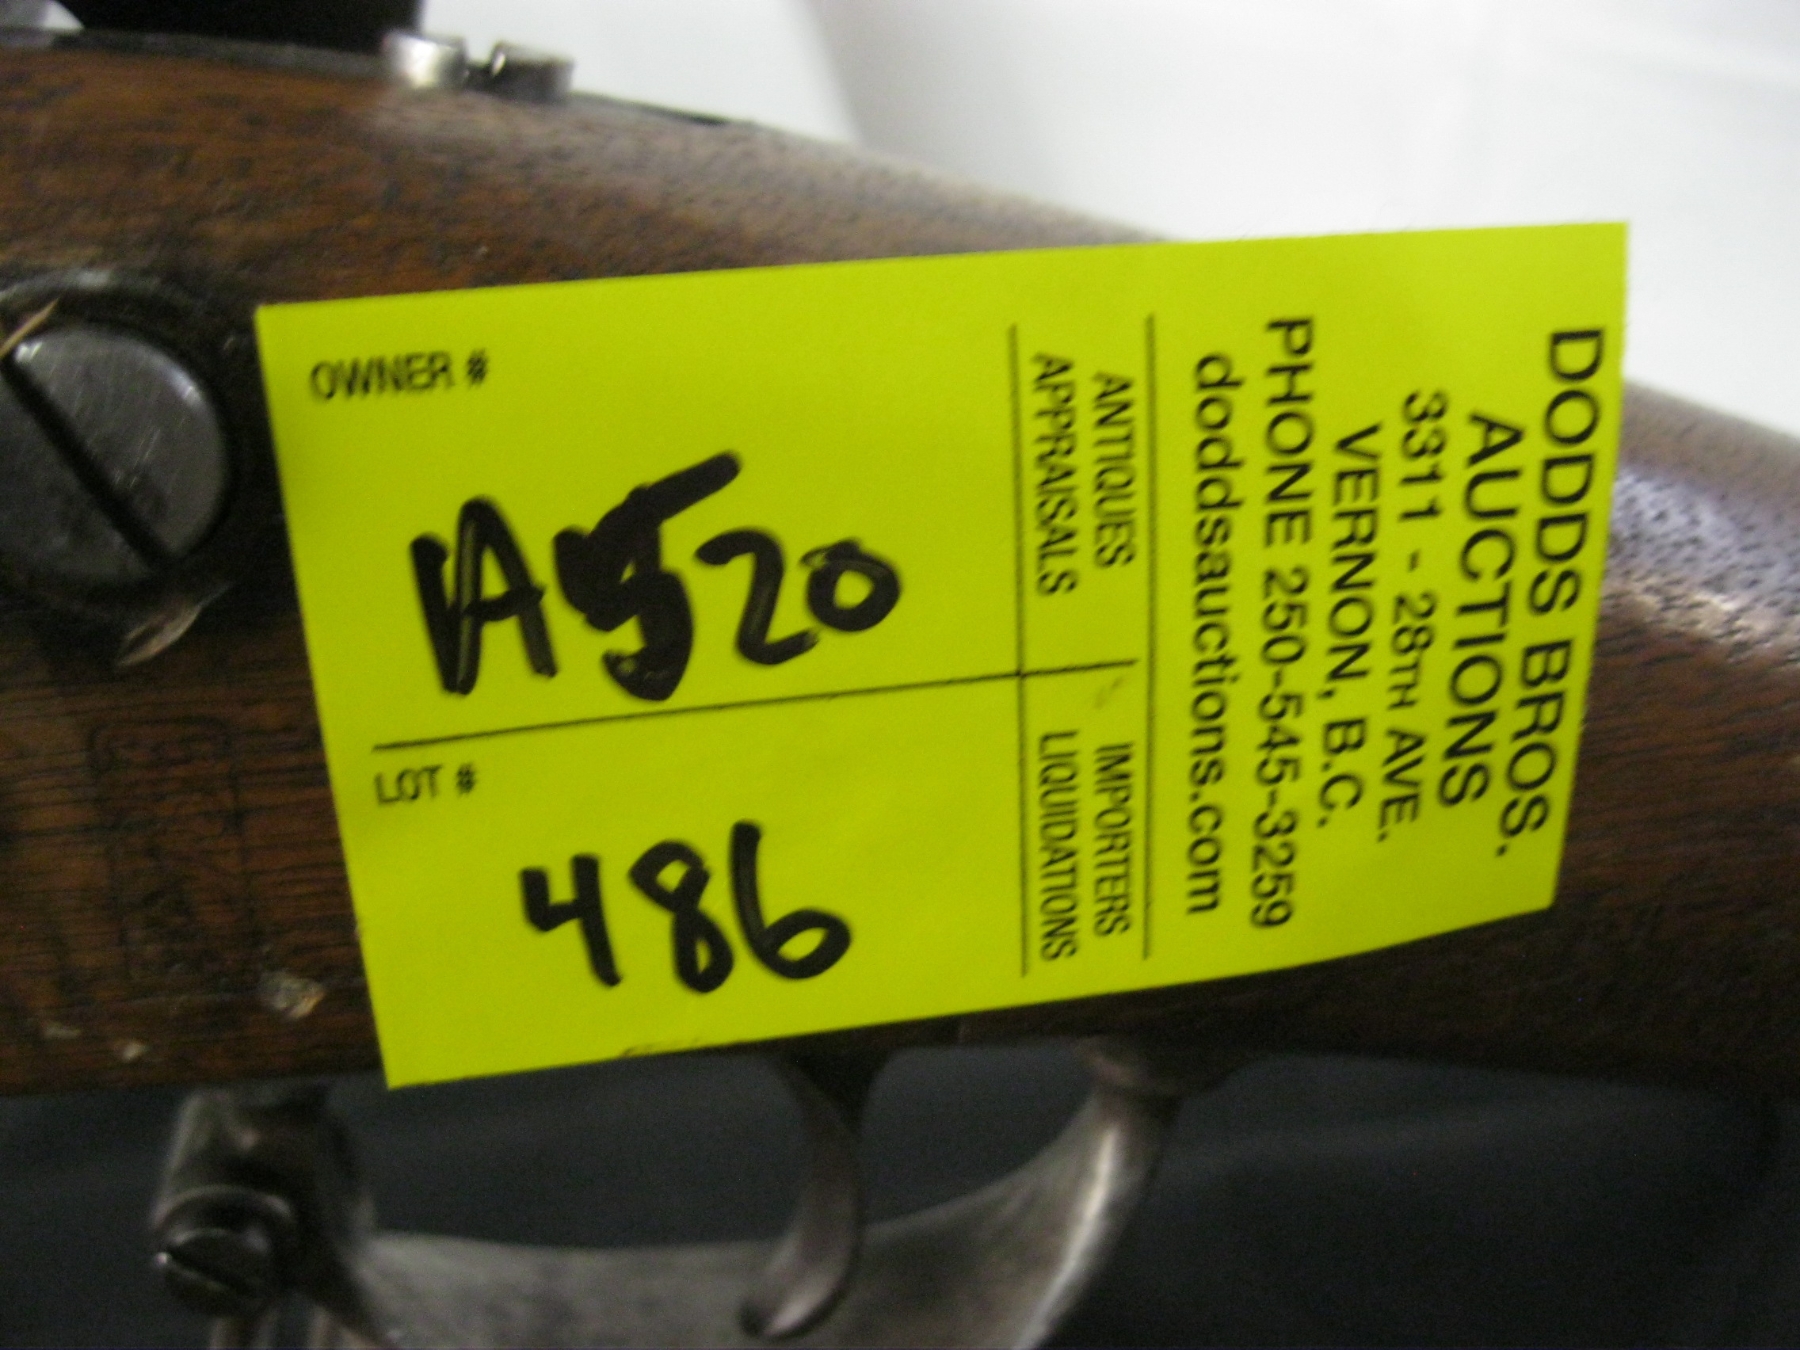 OWNER #
A520
LOT #
486
ANTIQUES
APPRAISALS
IMPORTERS
LIQUIDATIONS
DODDS BROS.
AUCTIONS
3311 - 28TH AVE.
VERNON, B.C.
PHONE 250-545-3259
doddsauctions.com